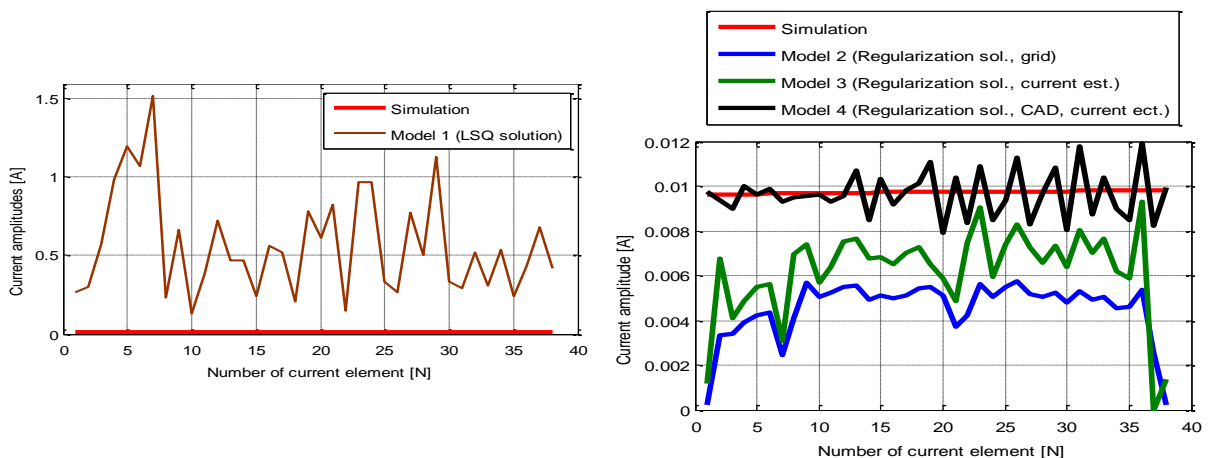 Current amplitudes [A]
1.5
1
0.5
0
0 5 10 15 20 25 30 35 40
Number of current element [N]
Simulation
Model 1 (LSQ solution)
Simulation
Model 2 (Regularization sol., grid)
Model 3 (Regularization sol., current est.)
Model 4 (Regularization sol., CAD, current ect.)
Current amplitude [A]
0.012
0.01
0.008
0.006
0.004
0.002
0
0 5 10 15 20 25 30 35 40
Number of current element [N]